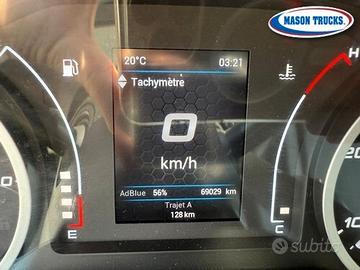 MASON TRUCKS.
20°C 03:21
H
Tachymètre
0
km/h
AdBlue 56% 69029 km
Trajet A
128 km
E
C
subito